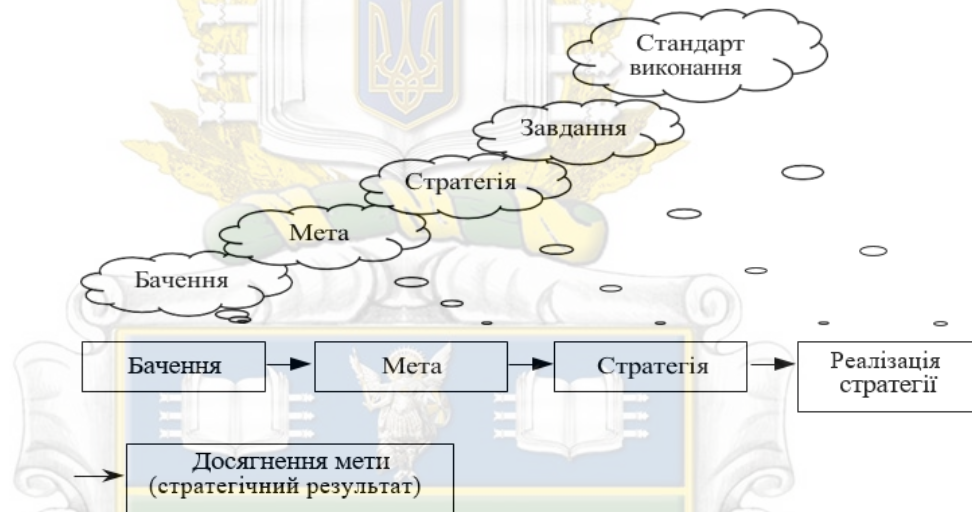 Стандарт
виконання
Завдання
Стратегія
Мета
Бачення
Бачення
Мета
Стратегія
Реалізація
стратегії
Досягнення мети
(стратегічний результат)